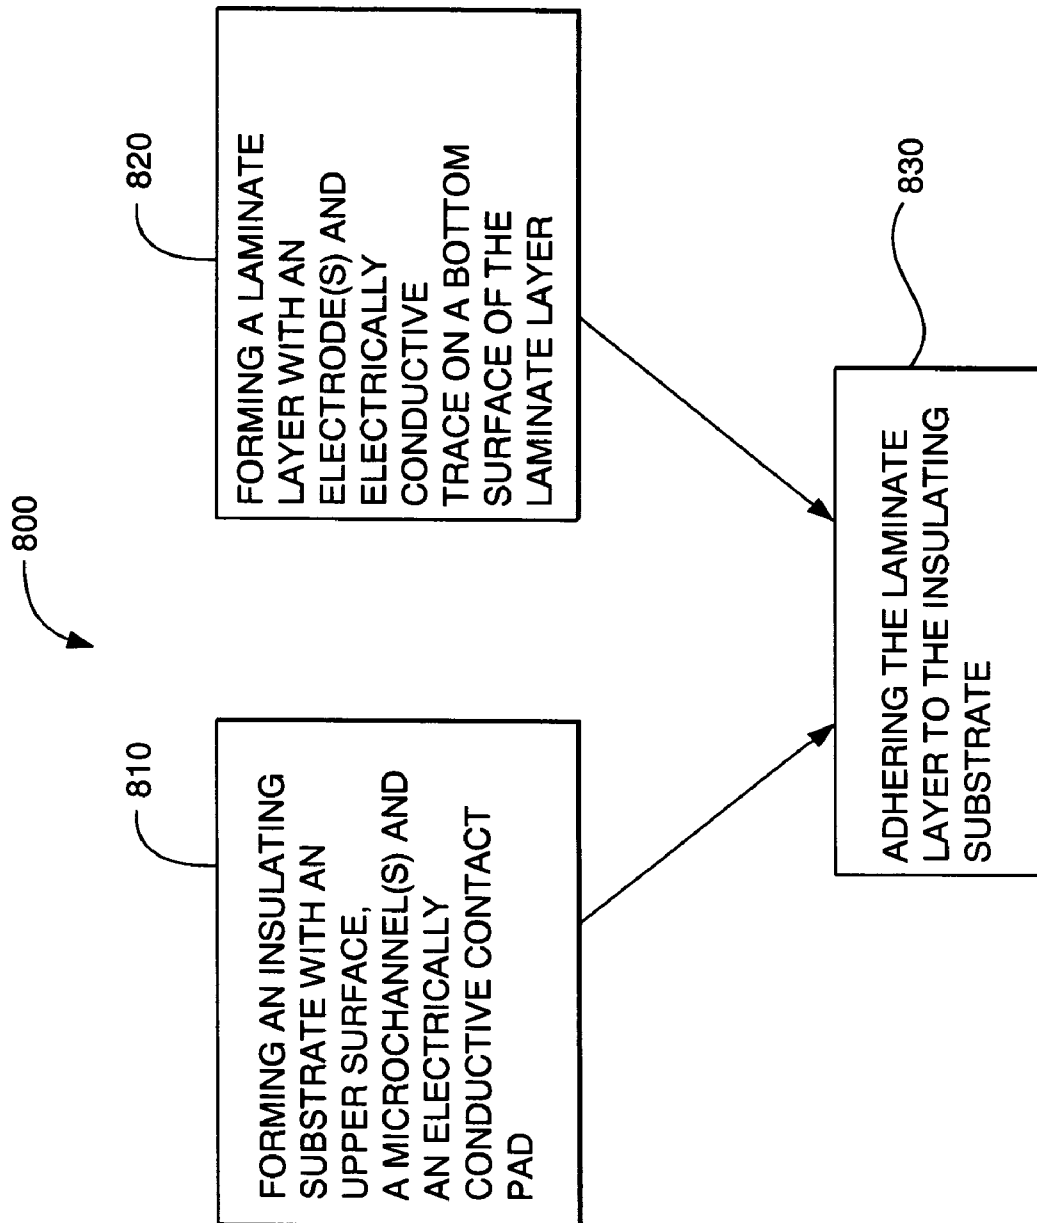 800
810
FORMING AN INSULATING
SUBSTRATE WITH AN
UPPER SURFACE,
A MICROCHANNEL(S) AND
AN ELECTRICALLY
CONDUCTIVE CONTACT
PAD
820
FORMING A LAMINATE
LAYER WITH AN
ELECTRODE(S) AND
ELECTRICALLY
CONDUCTIVE
TRACE ON A BOTTOM
SURFACE OF THE
LAMINATE LAYER
830
ADHERING THE LAMINATE
LAYER TO THE INSULATING
SUBSTRATE